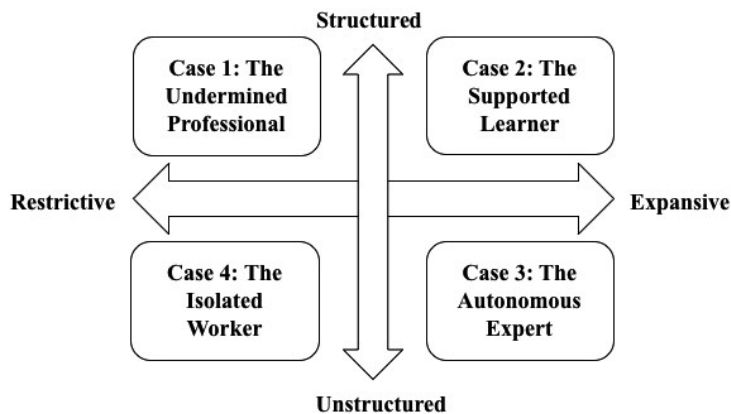 Structured
Case 1: The
Undermined
Professional
Case 2: The
Supported
Learner
Restrictive
Expansive
Case 4: The
Isolated
Worker
Case 3: The
Autonomous
Expert
Unstructured